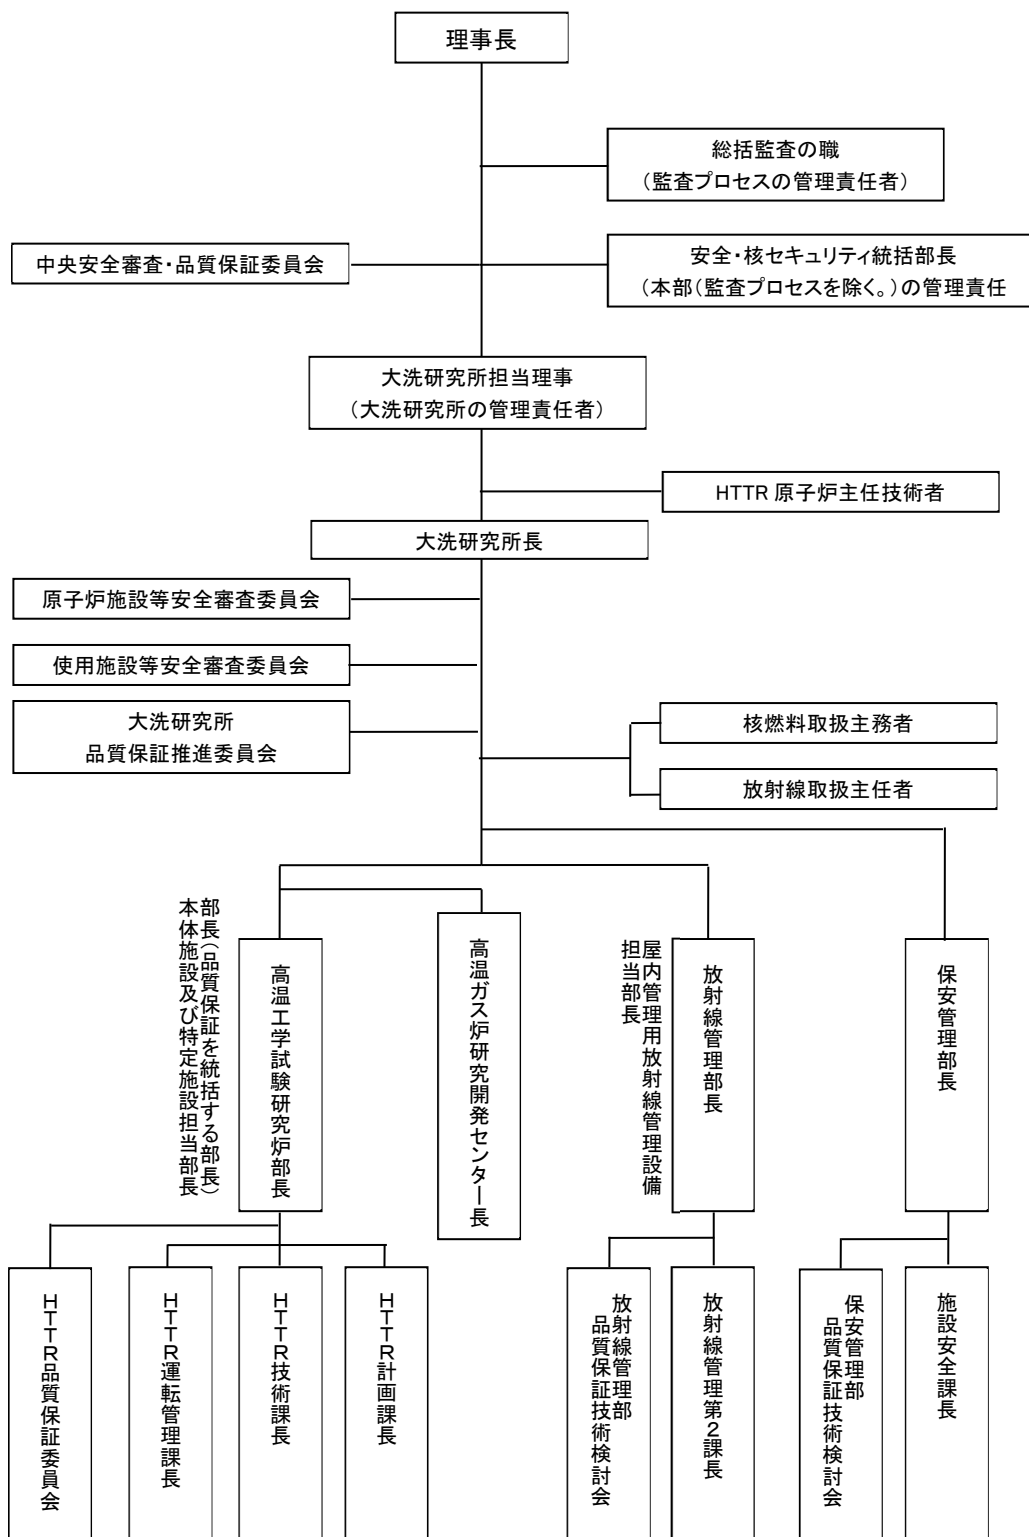 理事長
総括監査の職
(監査プロセスの管理責任者)
中央安全審査・品質保証委員会
安全・核セキュリティ統括部長
(本部(監査プロセスを除く。)の管理責任
大洗研究所担当理事
(大洗研究所の管理責任者)
HTTR 原子炉主任技術者
大洗研究所長
原子炉施設等安全審査委員会
使用施設等安全審査委員会
大洗研究所
品質保証推進委員会
核燃料取扱主務者
放射線取扱主任者
部長(品質保証を統括する部長)
本体施設及び特定施設担当部長
高温工学試験研究炉部長
高温ガス炉研究開発センター長
屋内管理用放射線管理設備
担当部長
放射線管理部長
保安管理部長
HTTR品質保証委員会
HTTR運転管理課長
HTTR技術課長
HTTR計画課長
放射線管理部
品質保証技術検討会
放射線管理第2課長
保安管理部
品質保証技術検討会
施設安全課長